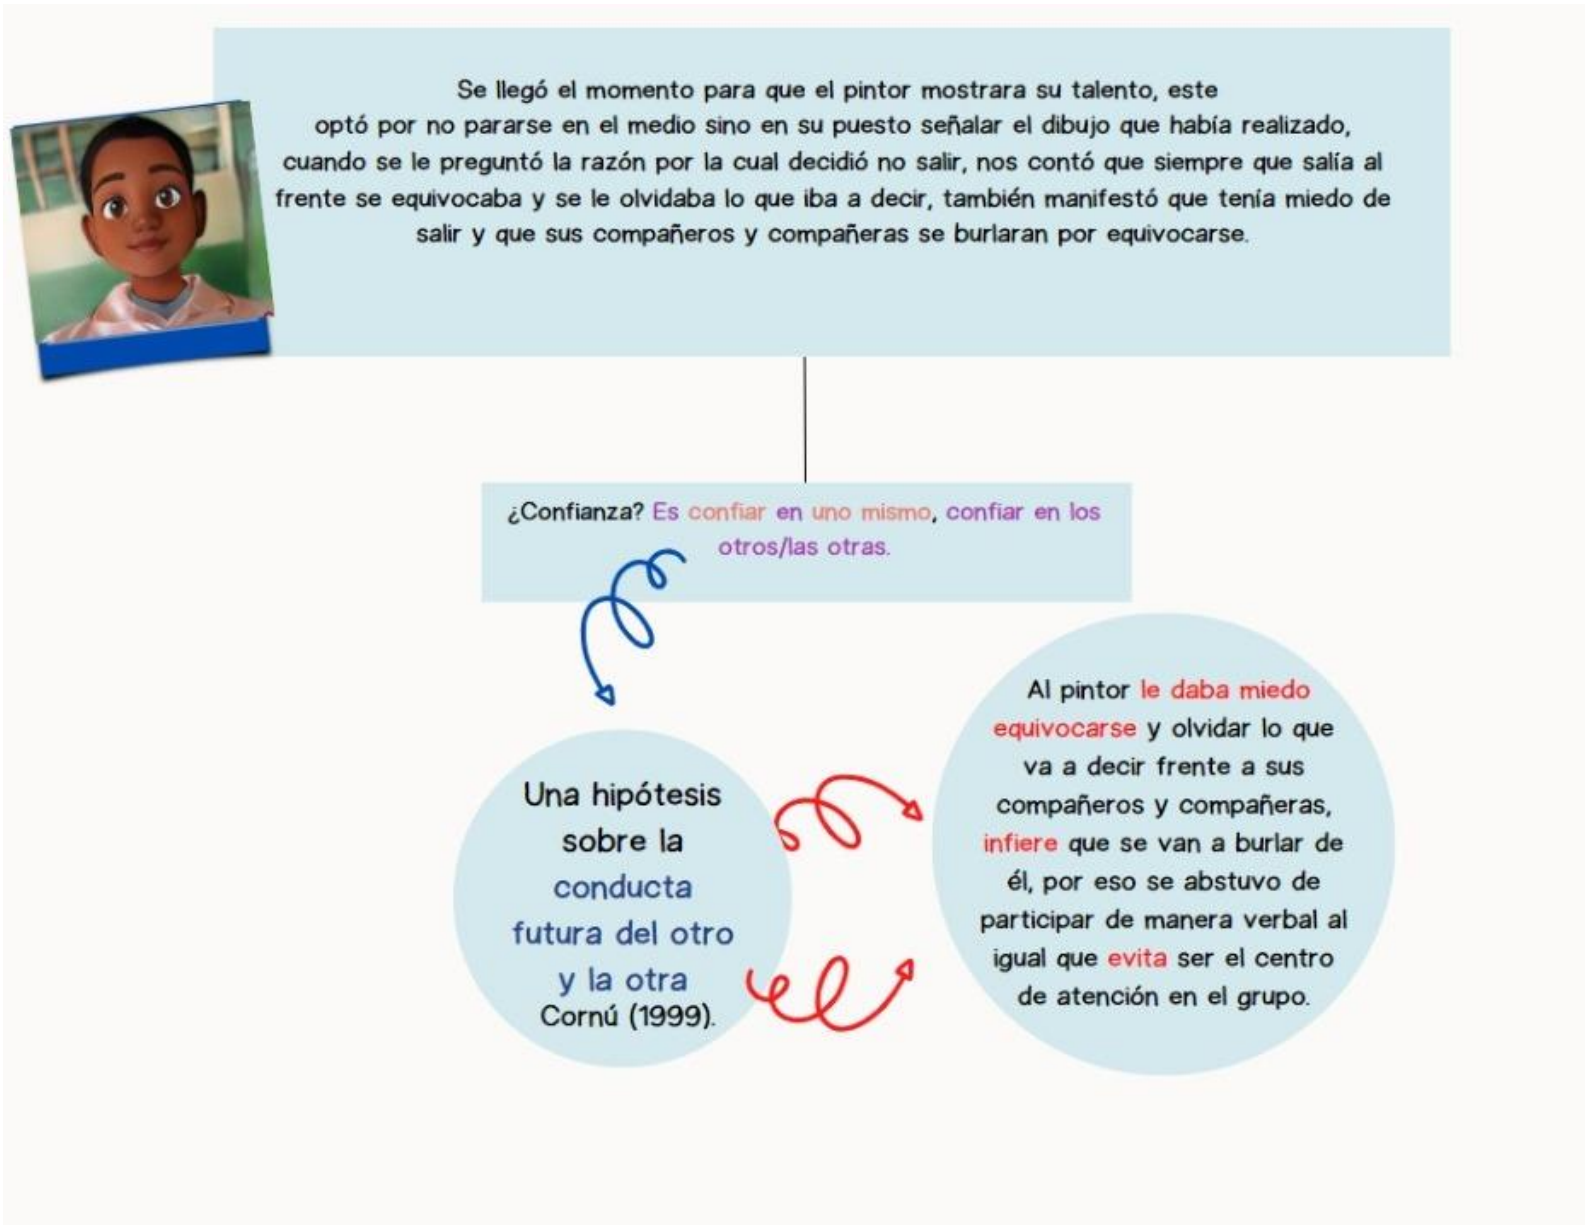 Se llegó el momento para que el pintor mostrara su talento, este
optó por no pararse en el medio sino en su puesto señalar el dibujo que había realizado,
cuando se le preguntó la razón por la cual decidió no salir, nos contó que siempre que salía al
frente se equivocaba y se le olvidaba lo que iba a decir, también manifestó que tenía miedo de
salir y que sus compañeros y compañeras se burlaran por equivocarse.
¿Confianza? Es confiar en uno mismo, confiar en los
otros/las otras.
Una hipótesis
sobre la
conducta
futura del otro
y la otra
Cornú (1999).
Al pintor le daba miedo
equivocarse y olvidar lo que
va a decir frente a sus
compañeros y compañeras,
infiere que se van a burlar de
él, por eso se abstuvo de
participar de manera verbal al
igual que evita ser el centro
de atención en el grupo.